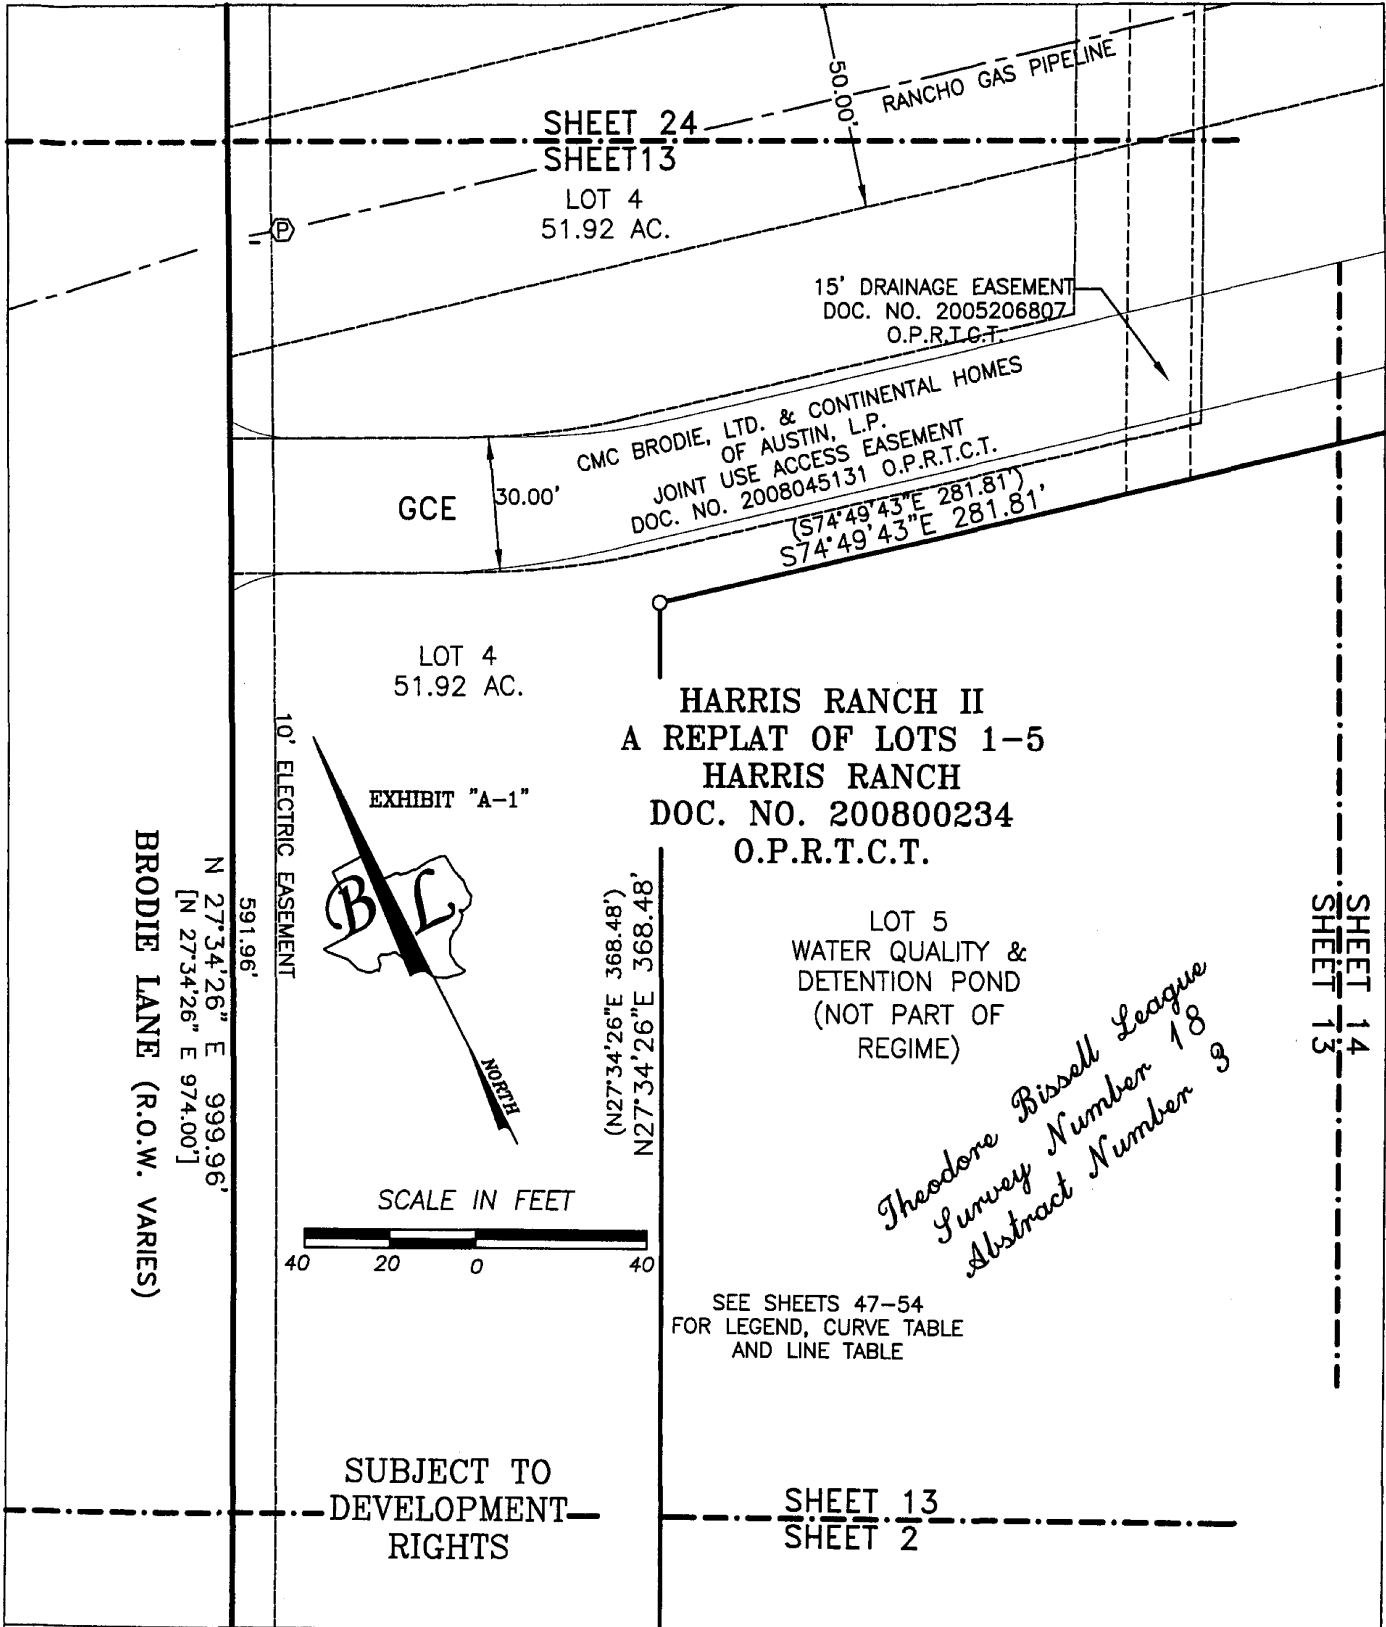 50.00'
RANCHO GAS PIPELINE
SHEET 24
SHEET13
LOT 4
51.92 AC.
P
15' DRAINAGE EASEMENT
DOC. NO. 2005206807
O.P.R.T.C.T.
CMC BRODIE, LTD. & CONTINENTAL HOMES
OF AUSTIN, L.P.
JOINT USE ACCESS EASEMENT
DOC. NO. 2008045131 O.P.R.T.C.T.
GCE
30.00'
(S74°49'43"E 281.81')
S74°49'43"E 281.81'
LOT 4
51.92 AC.
HARRIS RANCH II
A REPLAT OF LOTS 1-5
HARRIS RANCH
DOC. NO. 200800234
O.P.R.T.C.T.
10' ELECTRIC EASEMENT
EXHIBIT "A-1"
B L
NORTH
BRODIE LANE (R.O.W. VARIES)
591.96'
N 27°34'26" E 999.96'
[N 27°34'26" E 974.00']
(N27°34'26"E 368.48')
N27°34'26"E 368.48'
LOT 5
WATER QUALITY &
DETENTION POND
(NOT PART OF
REGIME)
SHEET 14
SHEET 13
Theodore Bissell League
Survey Number 18
Abstract Number 3
SCALE IN FEET
40 20 0 40
SEE SHEETS 47-54
FOR LEGEND, CURVE TABLE
AND LINE TABLE
SUBJECT TO
DEVELOPMENT
RIGHTS
SHEET 13
SHEET 2